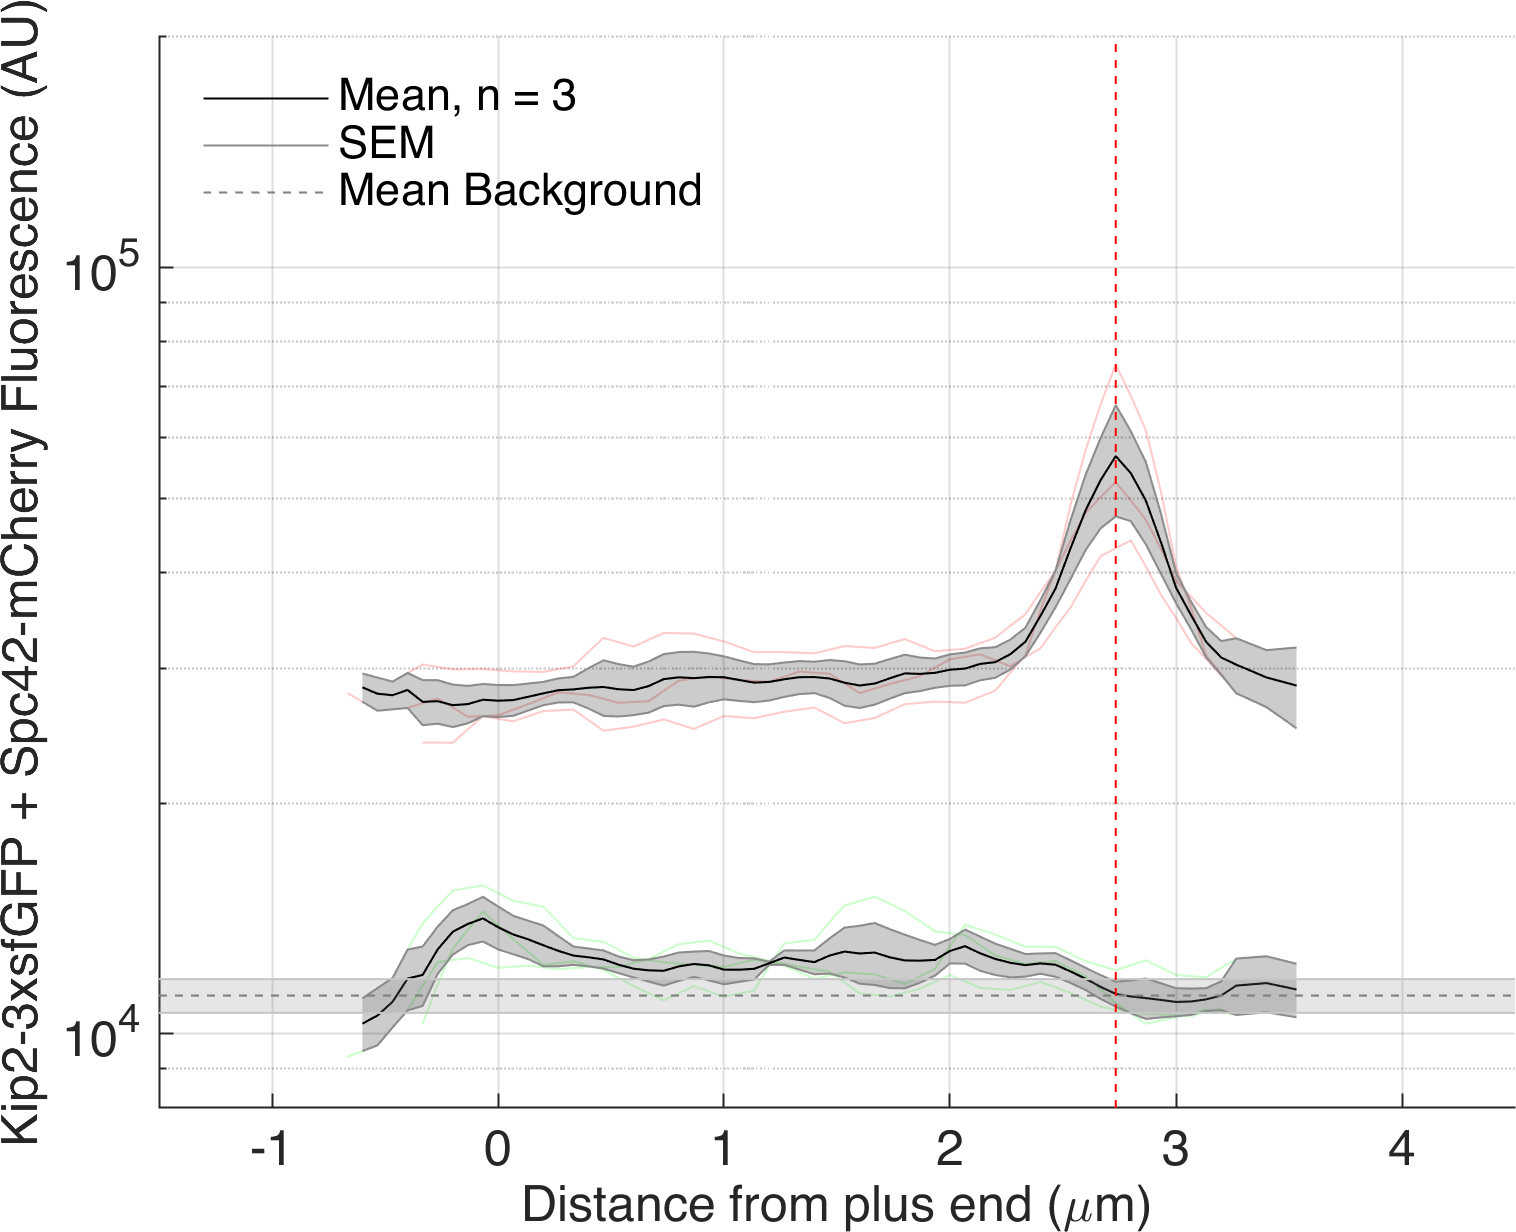 Kip2-3xsfGFP + Spc42-mCherry Fluorescence (AU)
Mean, n = 3
SEM
Mean Background
10^5
10^4
-1 0 1 2 3 4
Distance from plus end (μm)